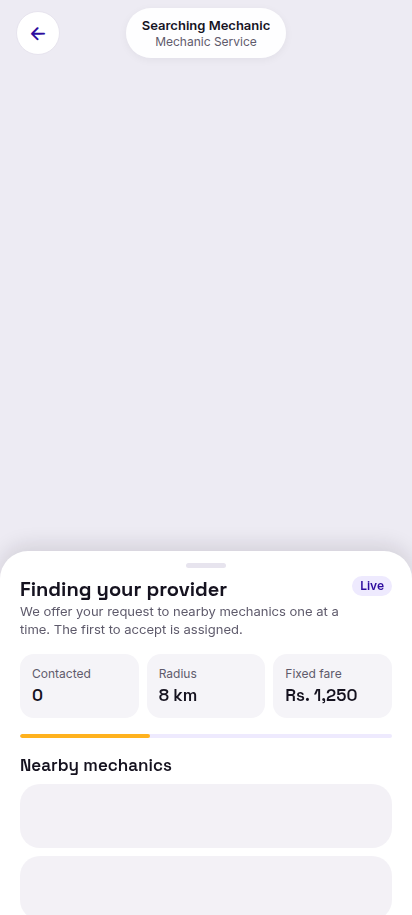 Searching Mechanic
Mechanic Service
Finding your provider
Live
We offer your request to nearby mechanics one at a
time. The first to accept is assigned.
Contacted
0
Radius
8 km
Fixed fare
Rs. 1,250
Nearby mechanics